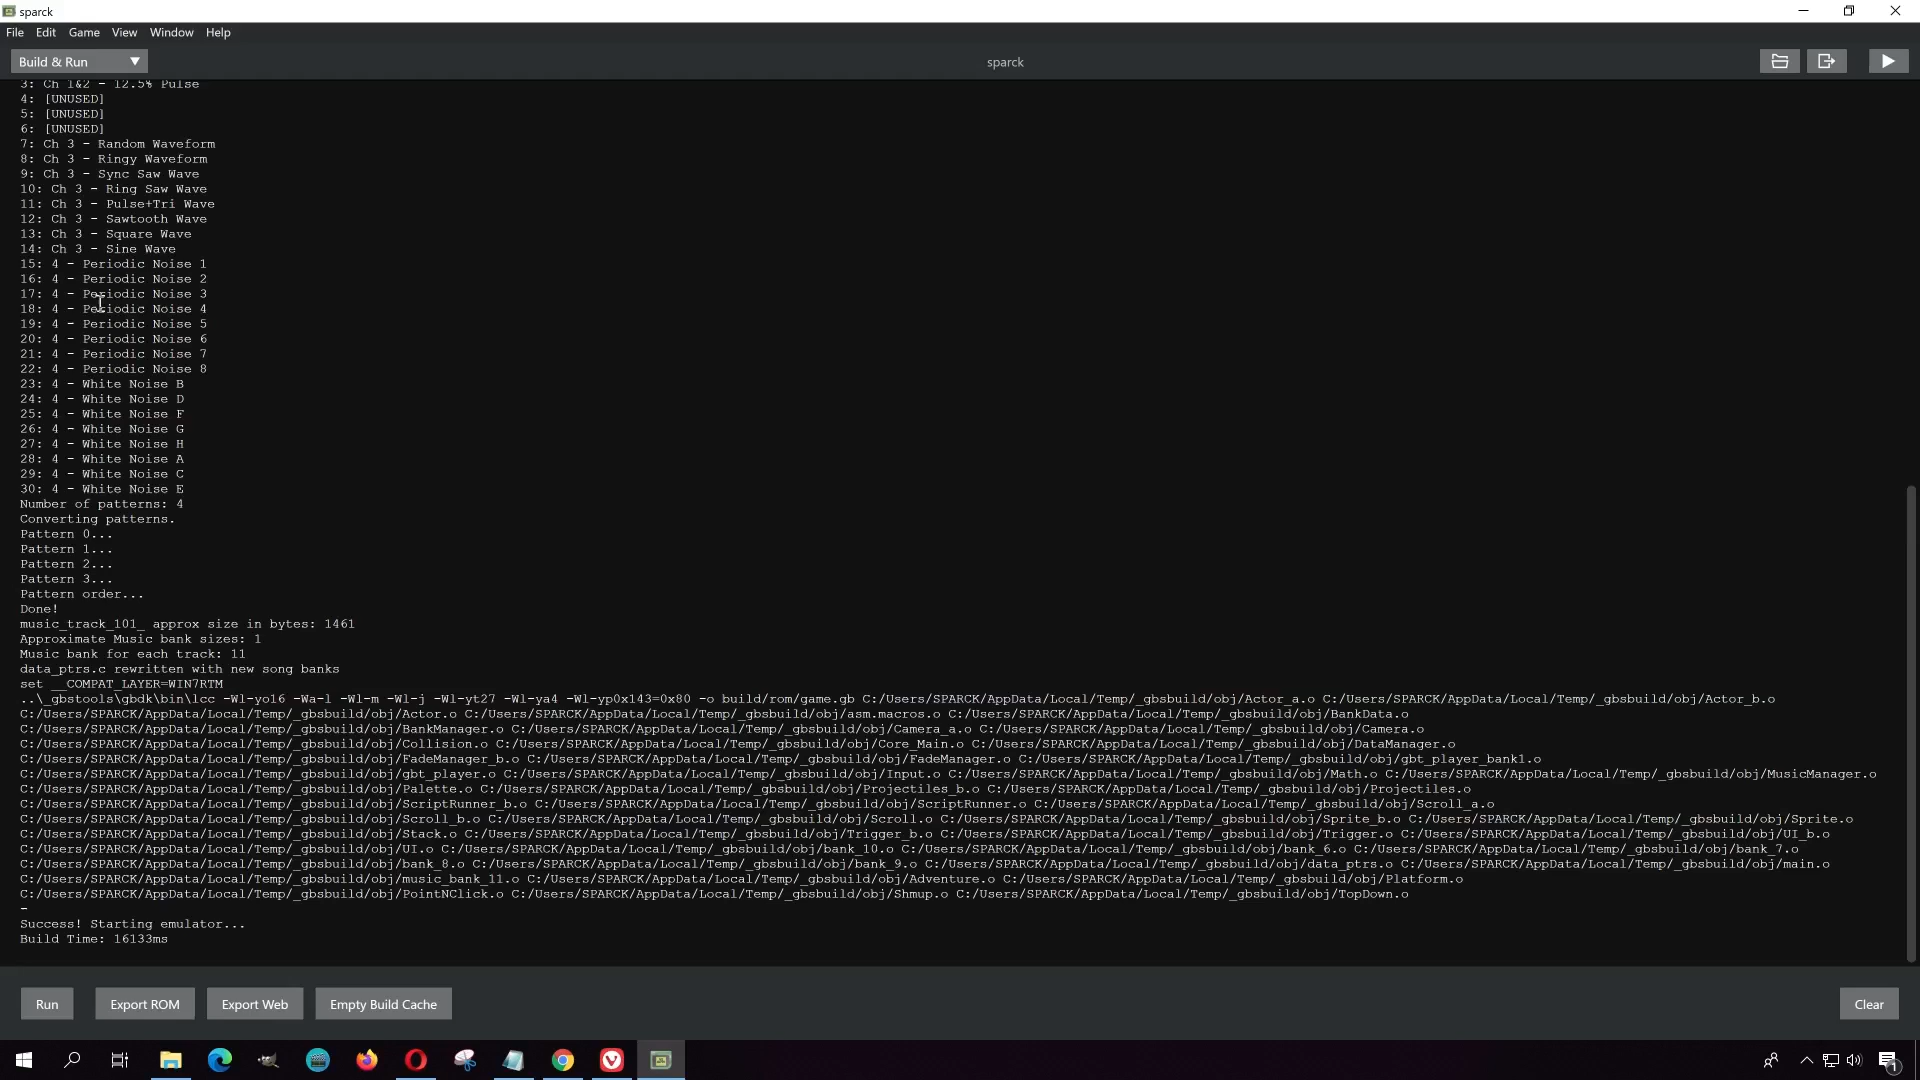 sparck
File Edit Game View Window Help
Build & Run
sparck
3: Ch 1&2 - 12.5% Pulse
4: [UNUSED]
5: [UNUSED]
6: [UNUSED]
7: Ch 3 - Random Waveform
8: Ch 3 - Ringy Waveform
9: Ch 3 - Sync Saw Wave
10: Ch 3 - Ring Saw Wave
11: Ch 3 - Pulse+Tri Wave
12: Ch 3 - Sawtooth Wave
13: Ch 3 - Square Wave
14: Ch 3 - Sine Wave
15: 4 - Periodic Noise 1
16: 4 - Periodic Noise 2
17: 4 - Periodic Noise 3
18: 4 - Periodic Noise 4
19: 4 - Periodic Noise 5
20: 4 - Periodic Noise 6
21: 4 - Periodic Noise 7
22: 4 - Periodic Noise 8
23: 4 - White Noise B
24: 4 - White Noise D
25: 4 - White Noise F
26: 4 - White Noise G
27: 4 - White Noise H
28: 4 - White Noise A
29: 4 - White Noise C
30: 4 - White Noise E
Number of patterns: 4
Converting patterns.
Pattern 0...
Pattern 1...
Pattern 2...
Pattern 3...
Pattern order...
Done!
music_track_101_ approx size in bytes: 1461
Approximate Music bank sizes: 1
Music bank for each track: 11
data_ptrs.c rewritten with new song banks
set __COMPAT_LAYER=WIN7RTM
..\_gbstools\gbdk\bin\lcc -Wl-yo16 -Wa-l -Wl-m -Wl-j -Wl-yt27 -Wl-ya4 -Wl-yp0x143=0x80 -o build/rom/game.gb C:/Users/SPARCK/AppData/Local/Temp/_gbsbuild/obj/Actor_a.o C:/Users/SPARCK/AppData/Local/Temp/_gbsbuild/obj/Actor_b.o
C:/Users/SPARCK/AppData/Local/Temp/_gbsbuild/obj/Actor.o C:/Users/SPARCK/AppData/Local/Temp/_gbsbuild/obj/asm.macros.o C:/Users/SPARCK/AppData/Local/Temp/_gbsbuild/obj/BankData.o
C:/Users/SPARCK/AppData/Local/Temp/_gbsbuild/obj/BankManager.o C:/Users/SPARCK/AppData/Local/Temp/_gbsbuild/obj/Camera_a.o C:/Users/SPARCK/AppData/Local/Temp/_gbsbuild/obj/Camera.o
C:/Users/SPARCK/AppData/Local/Temp/_gbsbuild/obj/Collision.o C:/Users/SPARCK/AppData/Local/Temp/_gbsbuild/obj/Core_Main.o C:/Users/SPARCK/AppData/Local/Temp/_gbsbuild/obj/DataManager.o
C:/Users/SPARCK/AppData/Local/Temp/_gbsbuild/obj/FadeManager_b.o C:/Users/SPARCK/AppData/Local/Temp/_gbsbuild/obj/FadeManager.o C:/Users/SPARCK/AppData/Local/Temp/_gbsbuild/obj/gbt_player_bank1.o
C:/Users/SPARCK/AppData/Local/Temp/_gbsbuild/obj/gbt_player.o C:/Users/SPARCK/AppData/Local/Temp/_gbsbuild/obj/Input.o C:/Users/SPARCK/AppData/Local/Temp/_gbsbuild/obj/Math.o C:/Users/SPARCK/AppData/Local/Temp/_gbsbuild/obj/MusicManager.o
C:/Users/SPARCK/AppData/Local/Temp/_gbsbuild/obj/Palette.o C:/Users/SPARCK/AppData/Local/Temp/_gbsbuild/obj/Projectiles_b.o C:/Users/SPARCK/AppData/Local/Temp/_gbsbuild/obj/Projectiles.o
C:/Users/SPARCK/AppData/Local/Temp/_gbsbuild/obj/ScriptRunner_b.o C:/Users/SPARCK/AppData/Local/Temp/_gbsbuild/obj/ScriptRunner.o C:/Users/SPARCK/AppData/Local/Temp/_gbsbuild/obj/Scroll_a.o
C:/Users/SPARCK/AppData/Local/Temp/_gbsbuild/obj/Scroll_b.o C:/Users/SPARCK/AppData/Local/Temp/_gbsbuild/obj/Scroll.o C:/Users/SPARCK/AppData/Local/Temp/_gbsbuild/obj/Sprite_b.o C:/Users/SPARCK/AppData/Local/Temp/_gbsbuild/obj/Sprite.o
C:/Users/SPARCK/AppData/Local/Temp/_gbsbuild/obj/Stack.o C:/Users/SPARCK/AppData/Local/Temp/_gbsbuild/obj/Trigger_b.o C:/Users/SPARCK/AppData/Local/Temp/_gbsbuild/obj/Trigger.o C:/Users/SPARCK/AppData/Local/Temp/_gbsbuild/obj/UI_b.o
C:/Users/SPARCK/AppData/Local/Temp/_gbsbuild/obj/UI.o C:/Users/SPARCK/AppData/Local/Temp/_gbsbuild/obj/bank_10.o C:/Users/SPARCK/AppData/Local/Temp/_gbsbuild/obj/bank_6.o C:/Users/SPARCK/AppData/Local/Temp/_gbsbuild/obj/bank_7.o
C:/Users/SPARCK/AppData/Local/Temp/_gbsbuild/obj/bank_8.o C:/Users/SPARCK/AppData/Local/Temp/_gbsbuild/obj/bank_9.o C:/Users/SPARCK/AppData/Local/Temp/_gbsbuild/obj/data_ptrs.o C:/Users/SPARCK/AppData/Local/Temp/_gbsbuild/obj/main.o
C:/Users/SPARCK/AppData/Local/Temp/_gbsbuild/obj/music_bank_11.o C:/Users/SPARCK/AppData/Local/Temp/_gbsbuild/obj/Adventure.o C:/Users/SPARCK/AppData/Local/Temp/_gbsbuild/obj/Platform.o
C:/Users/SPARCK/AppData/Local/Temp/_gbsbuild/obj/PointNClick.o C:/Users/SPARCK/AppData/Local/Temp/_gbsbuild/obj/Shmup.o C:/Users/SPARCK/AppData/Local/Temp/_gbsbuild/obj/TopDown.o
-
Success! Starting emulator...
Build Time: 16133ms
Run Export ROM Export Web Empty Build Cache Clear
1